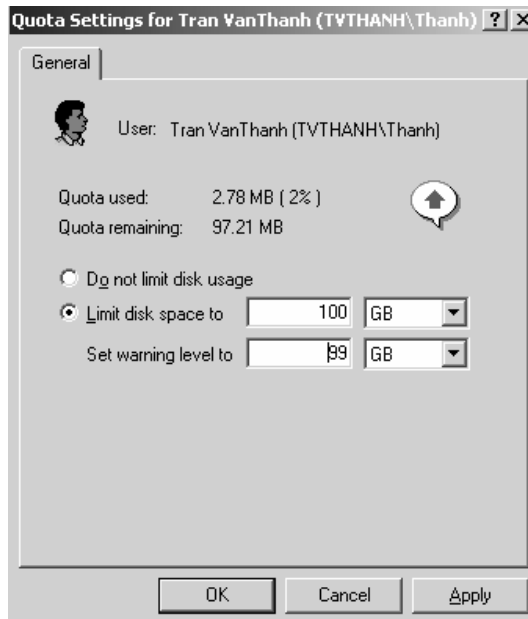 Quota Settings for Tran VanThanh (TVTHANH\Thanh)
General
User: Tran VanThanh (TVTHANH\Thanh)
Quota used: 2.78 MB ( 2% )
Quota remaining: 97.21 MB
Do not limit disk usage
Limit disk space to 100 GB
Set warning level to 99 GB
OK Cancel Apply